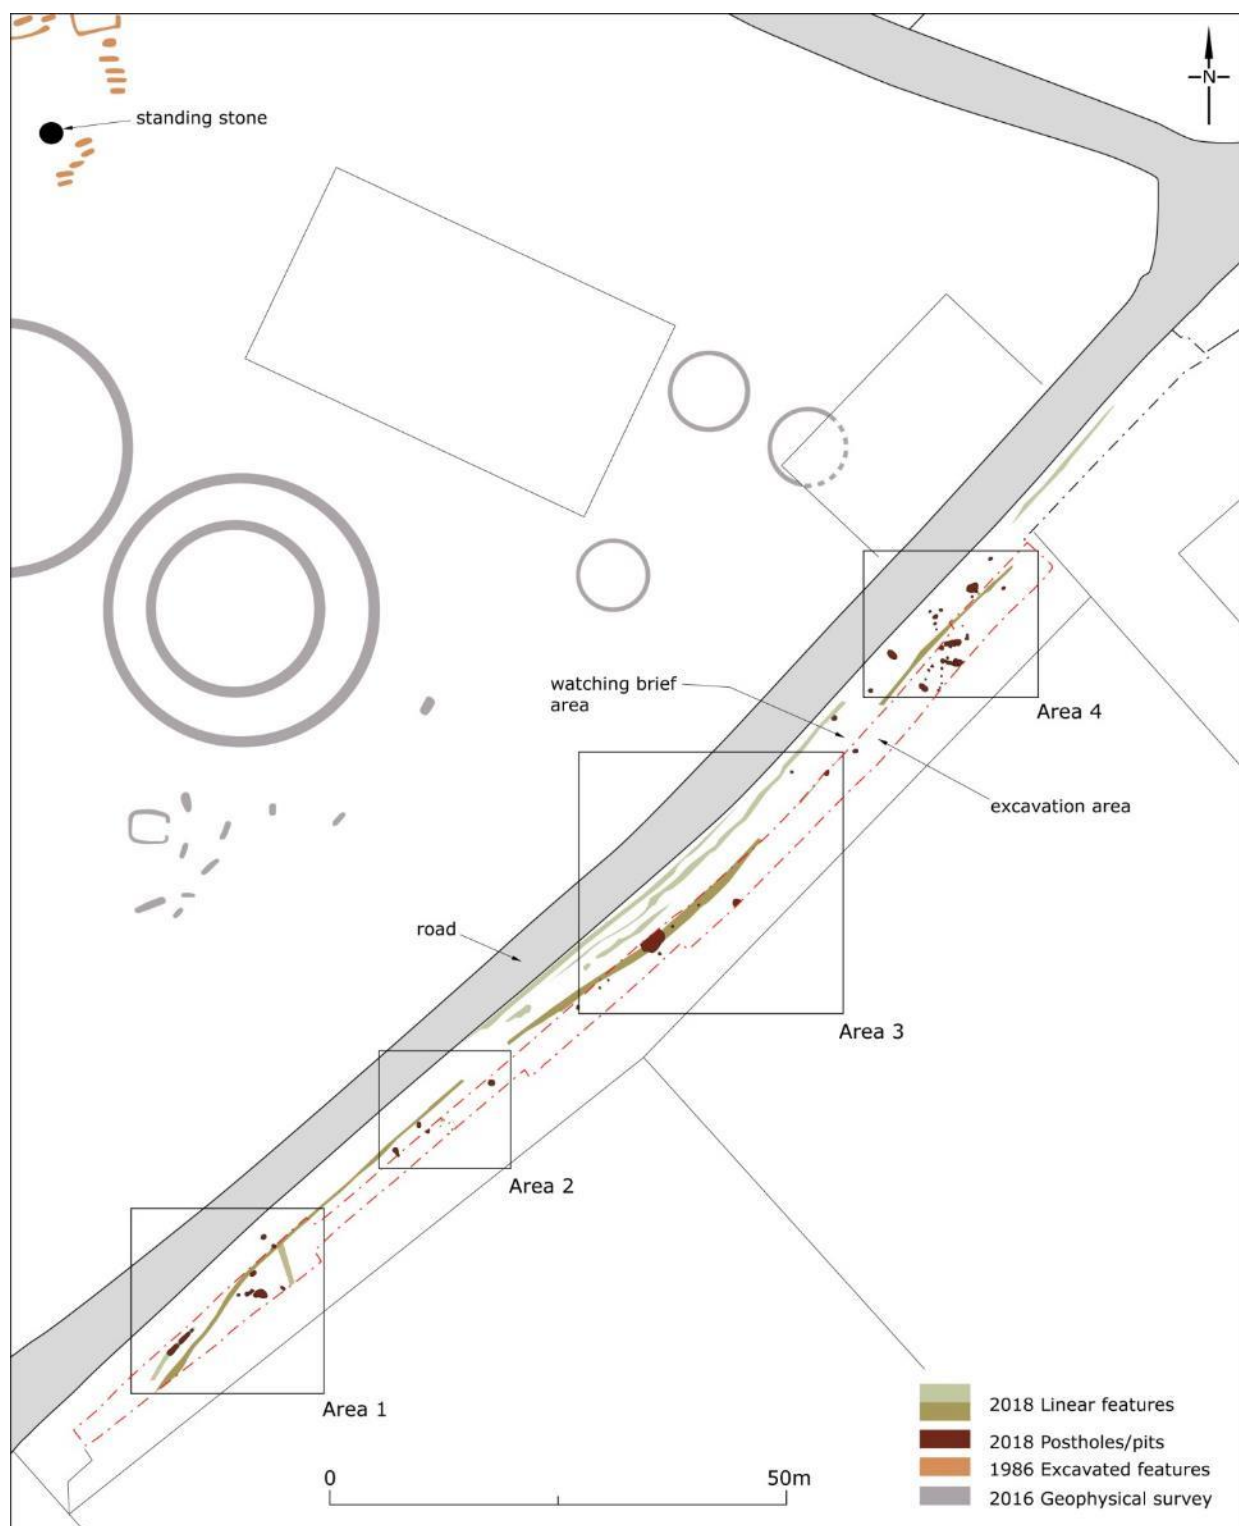 N
standing stone
watching brief
area
Area 4
excavation area
road
Area 3
Area 2
Area 1
2018 Linear features
2018 Postholes/pits
1986 Excavated features
2016 Geophysical survey
0 50m